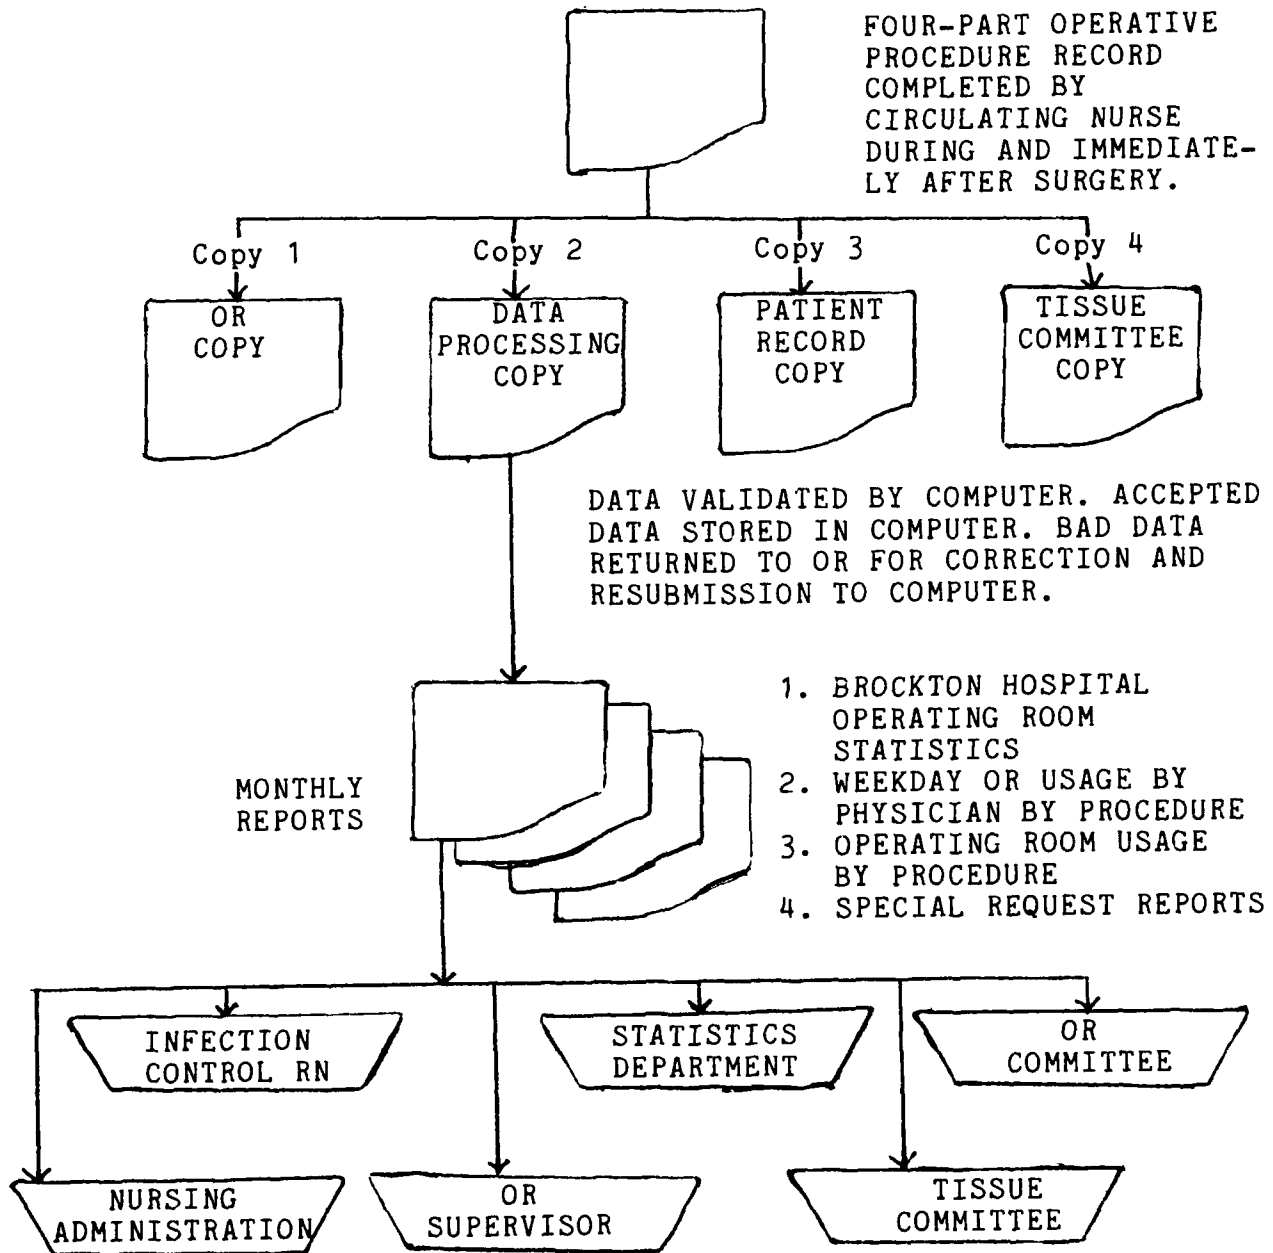 FOUR-PART OPERATIVE
PROCEDURE RECORD
COMPLETED BY
CIRCULATING NURSE
DURING AND IMMEDIATE-
LY AFTER SURGERY.
Copy 1
Copy 2
Copy 3
Copy 4
OR
COPY
DATA
PROCESSING
COPY
PATIENT
RECORD
COPY
TISSUE
COMMITTEE
COPY
DATA VALIDATED BY COMPUTER. ACCEPTED
DATA STORED IN COMPUTER. BAD DATA
RETURNED TO OR FOR CORRECTION AND
RESUBMISSION TO COMPUTER.
MONTHLY
REPORTS
1. BROCKTON HOSPITAL
OPERATING ROOM
STATISTICS
2. WEEKDAY OR USAGE BY
PHYSICIAN BY PROCEDURE
3. OPERATING ROOM USAGE
BY PROCEDURE
4. SPECIAL REQUEST REPORTS
INFECTION
CONTROL RN
STATISTICS
DEPARTMENT
OR
COMMITTEE
NURSING
ADMINISTRATION
OR
SUPERVISOR
TISSUE
COMMITTEE